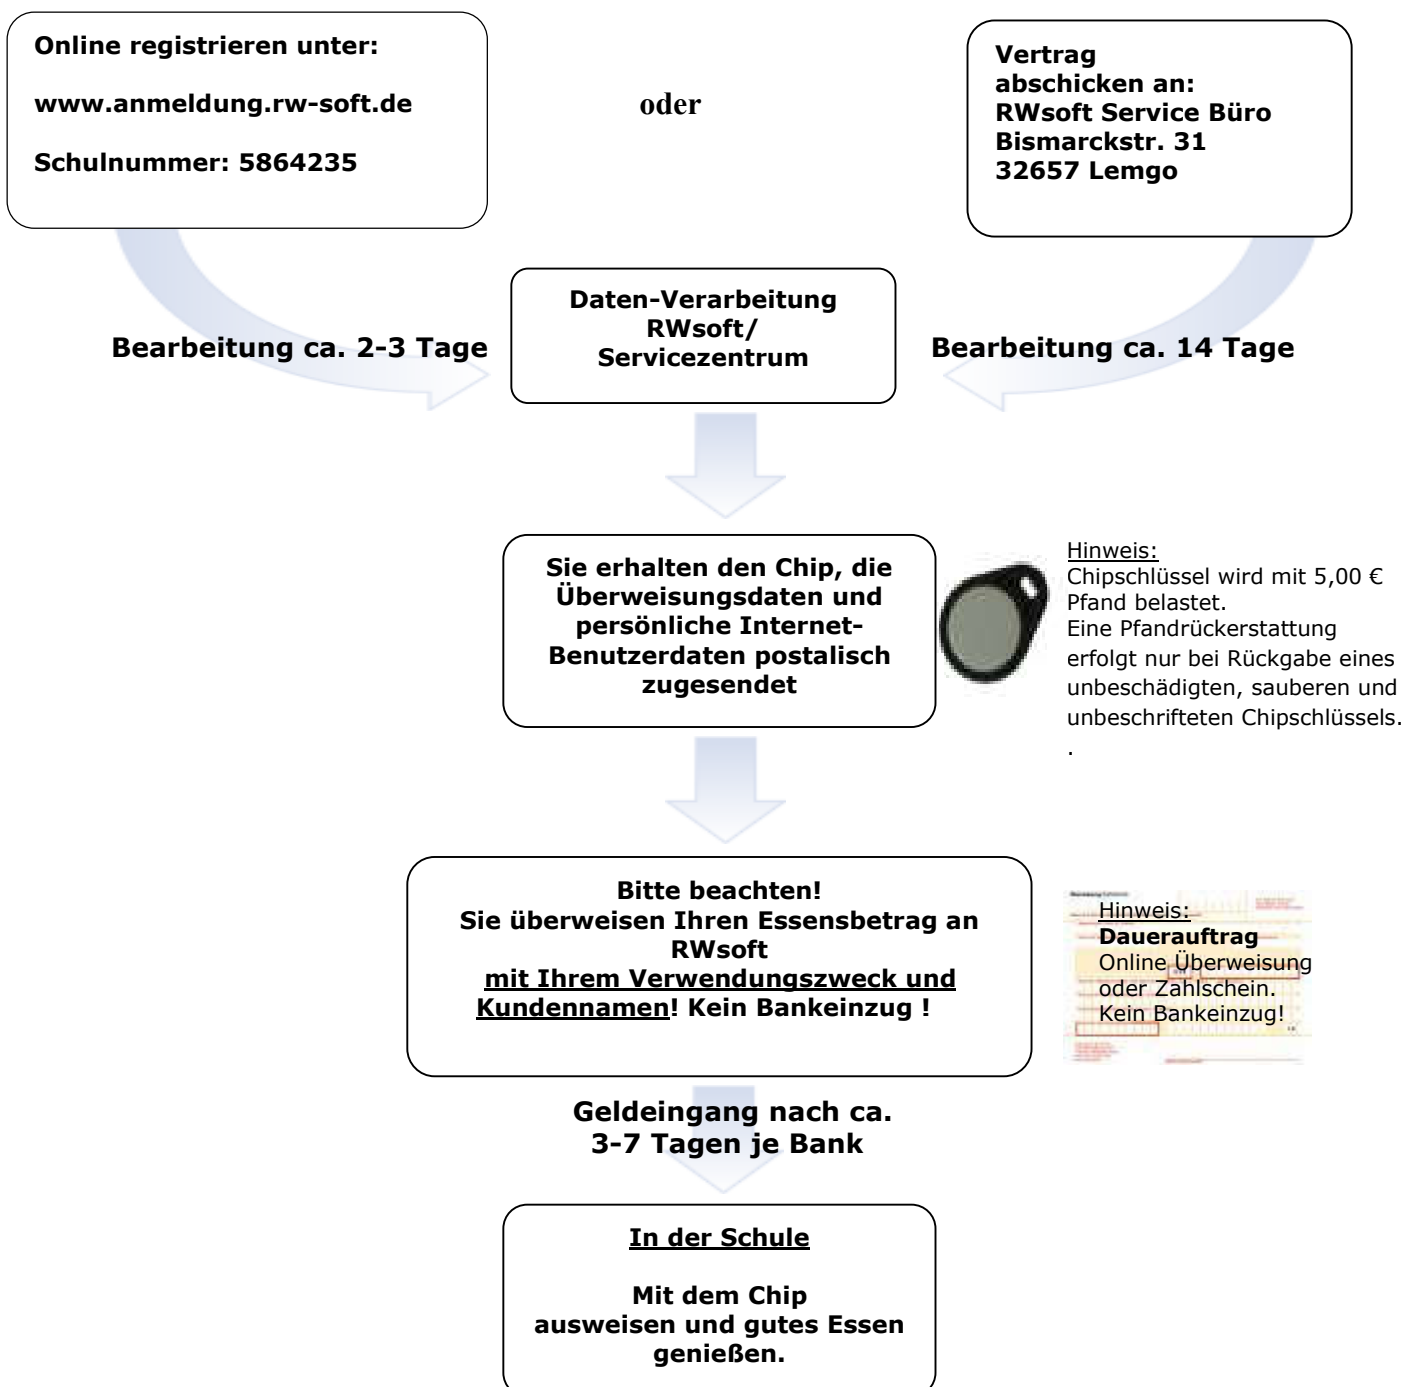 Online registrieren unter:
www.anmeldung.rw-soft.de
Schulnummer: 5864235
oder
Vertrag
abschicken an:
RWsoft Service Büro
Bismarckstr. 31
32657 Lemgo
Daten-Verarbeitung
RWsoft/
Servicezentrum
Bearbeitung ca. 2-3 Tage
Bearbeitung ca. 14 Tage
Sie erhalten den Chip, die
Überweisungsdaten und
persönliche Internet-
Benutzerdaten postalisch
zugesendet
Hinweis:
Chipschlüssel wird mit 5,00 €
Pfand belastet.
Eine Pfandrückerstattung
erfolgt nur bei Rückgabe eines
unbeschädigten, sauberen und
unbeschrifteten Chipschlüssels.
.
Bitte beachten!
Sie überweisen Ihren Essensbetrag an
RWsoft
mit Ihrem Verwendungszweck und
Kundennamen! Kein Bankeinzug !
Hinweis:
Dauerauftrag
Online Überweisung
oder Zahlschein.
Kein Bankeinzug!
Geldeingang nach ca.
3-7 Tagen je Bank
In der Schule
Mit dem Chip
ausweisen und gutes Essen
genießen.